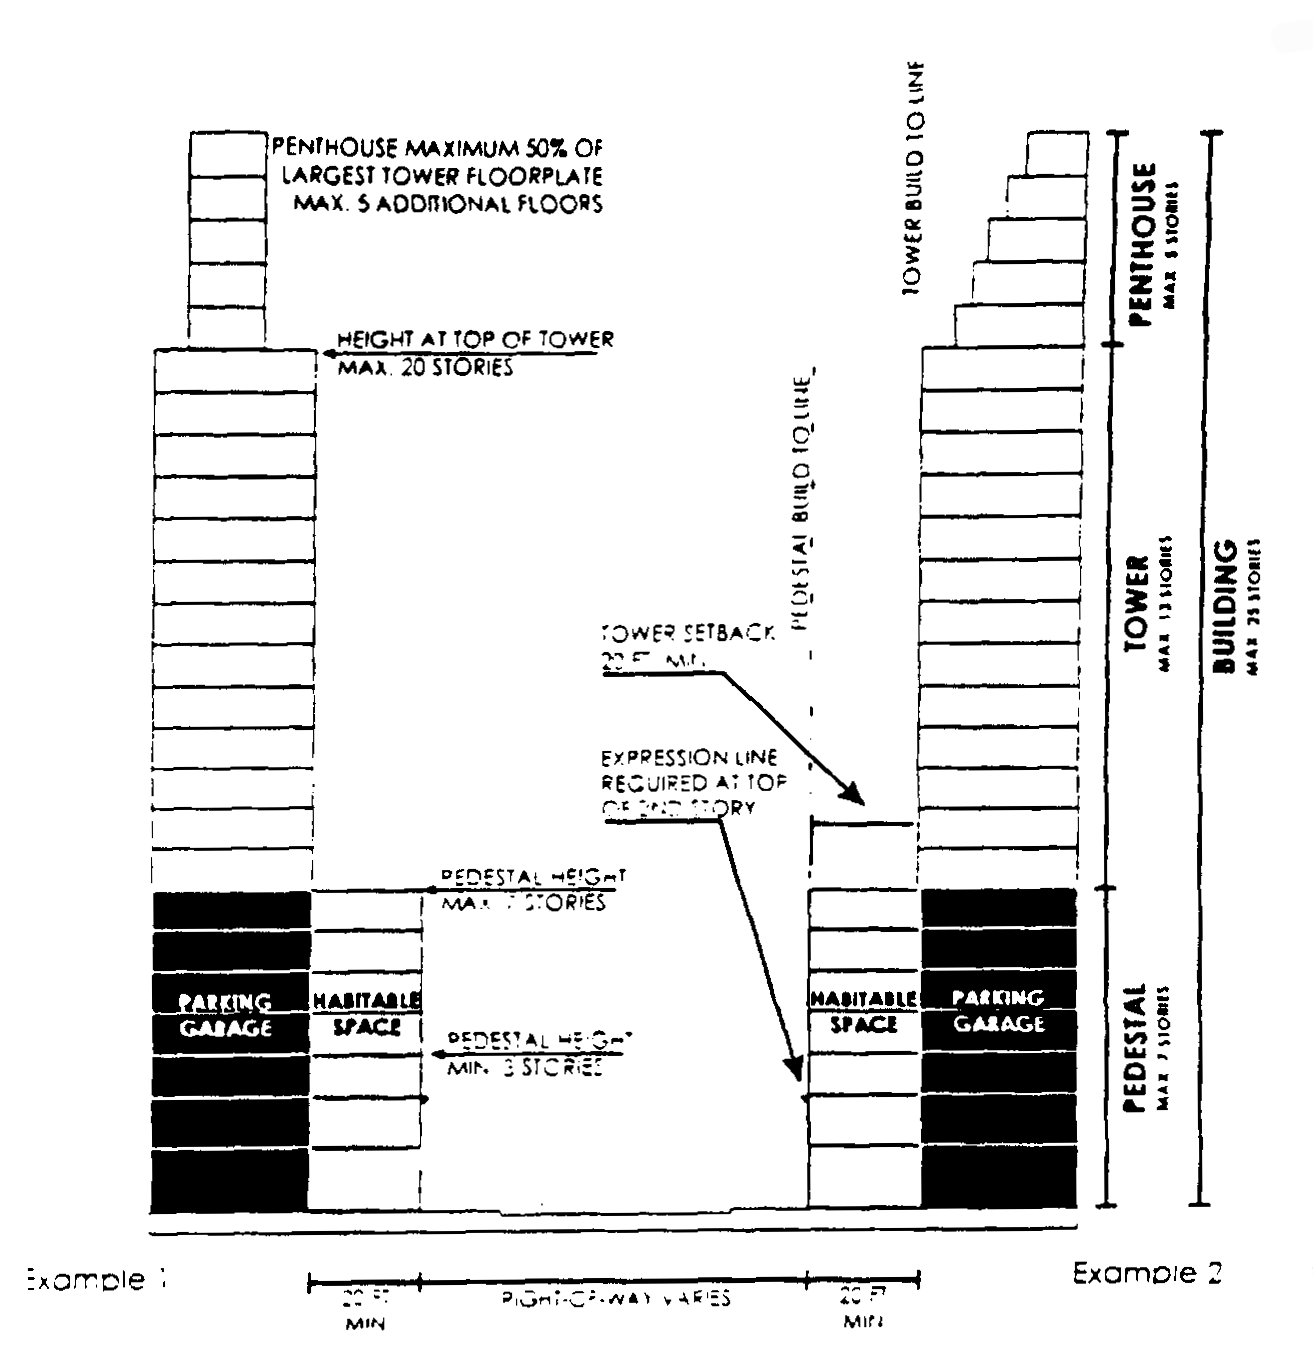 PENTHOUSE MAXIMUM 50% OF
LARGEST TOWER FLOORPLATE
MAX. 5 ADDITIONAL FLOORS
HEIGHT AT TOP OF TOWER
MAX. 20 STORIES
TOWER BUILD TO LINE
PEDESTAL BUILD TO LINE
TOWER SETBACK
20 FT. MIN.
EXPRESSION LINE
REQUIRED AT TOP
OF 2ND STORY
PEDESTAL HEIGHT
MAX. 7 STORIES
PEDESTAL HEIGHT
MIN. 3 STORIES
PARKING
GARAGE
HABITABLE
SPACE
HABITABLE
SPACE
PARKING
GARAGE
PENTHOUSE
MAX 5 STORIES
TOWER
MAX 13 STORIES
PEDESTAL
MAX 7 STORIES
BUILDING
MAX 25 STORIES
Example 1
20 FT
MIN
RIGHT-OF-WAY VARIES
20 FT
MIN
Example 2